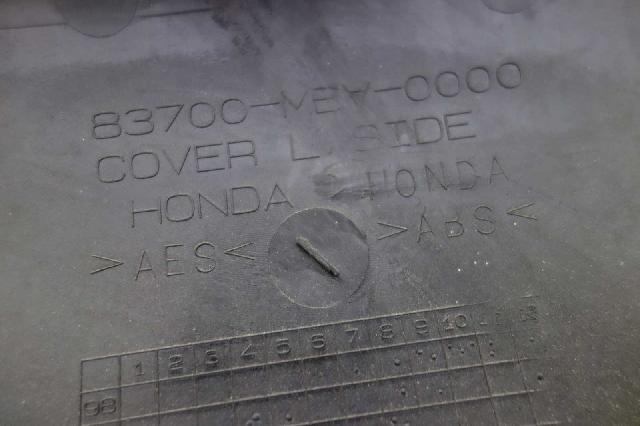 83700-MBW-0000
COVER L. SIDE
HONDA HONDA
>AES< >ABS<
1 2 3 4 5 6 7 8 9 10
98